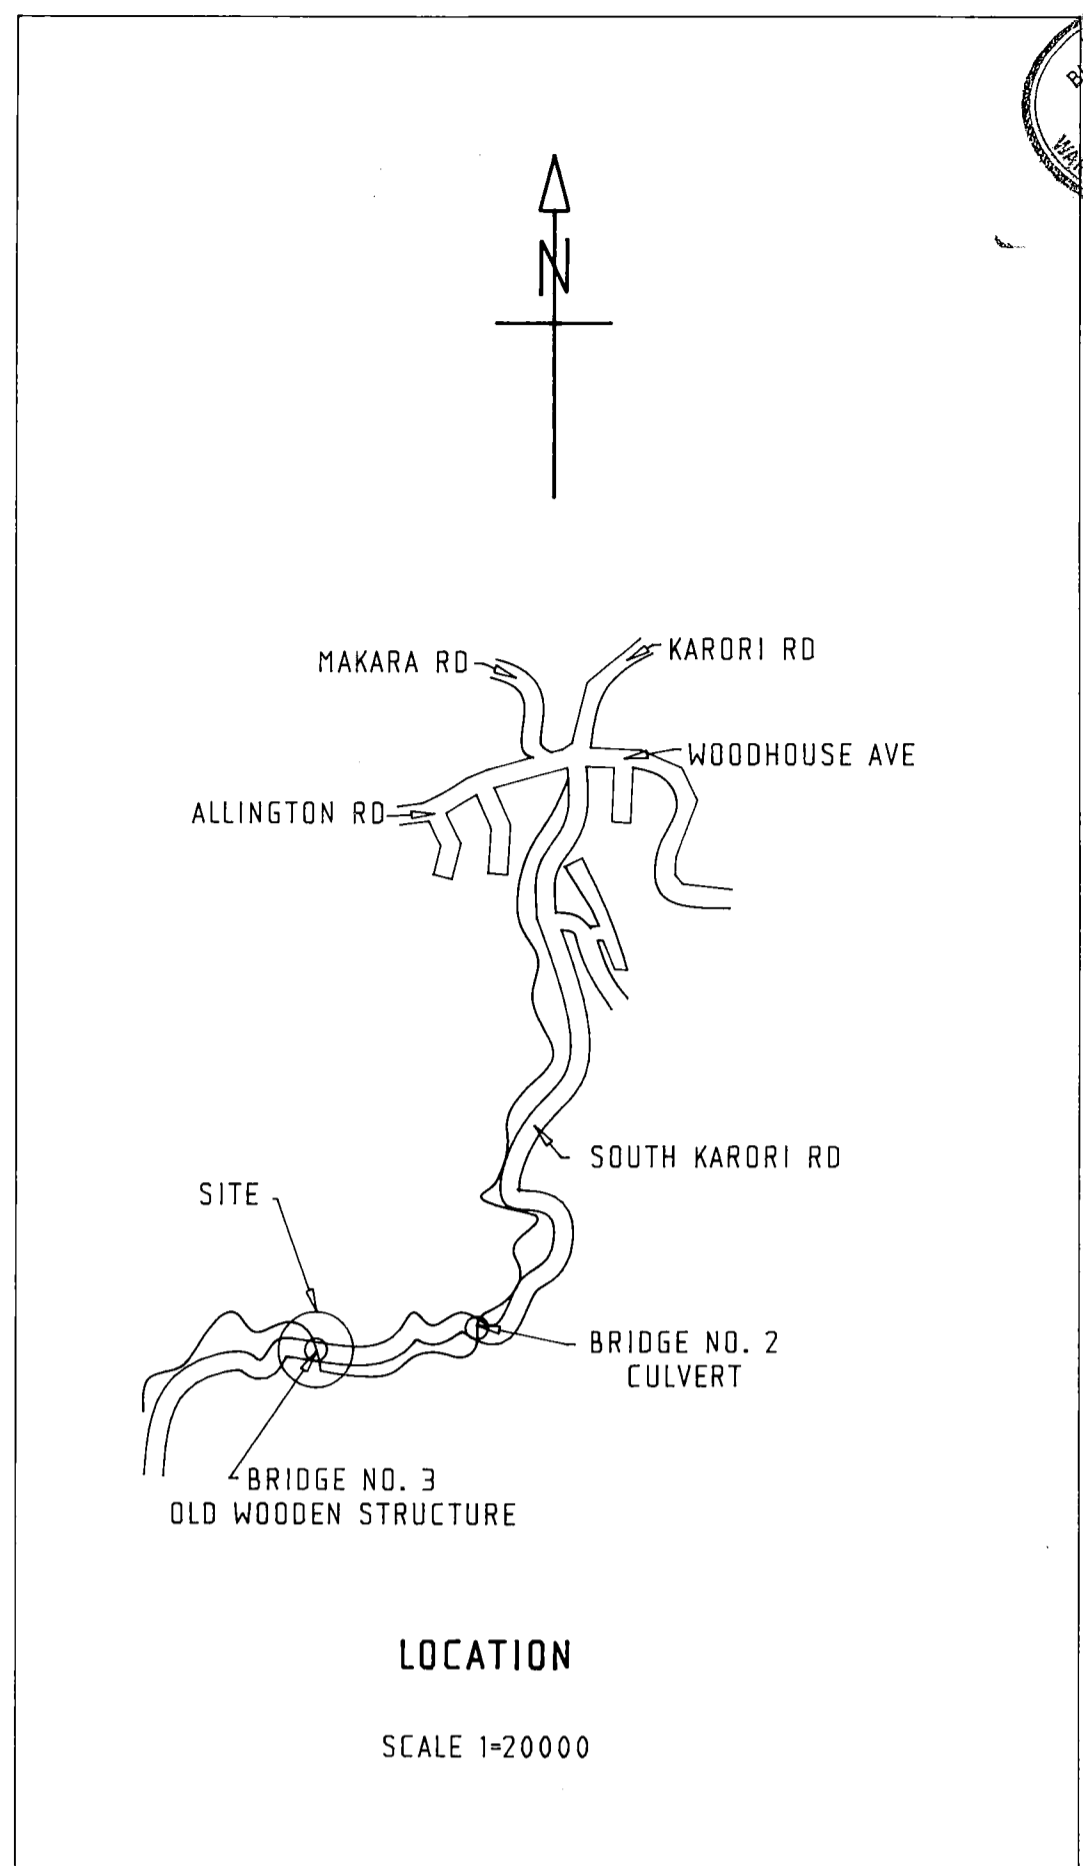 N
MAKARA RD
KARORI RD
WOODHOUSE AVE
ALLINGTON RD
SOUTH KARORI RD
SITE
BRIDGE NO. 2
CULVERT
BRIDGE NO. 3
OLD WOODEN STRUCTURE
LOCATION
SCALE 1=20000